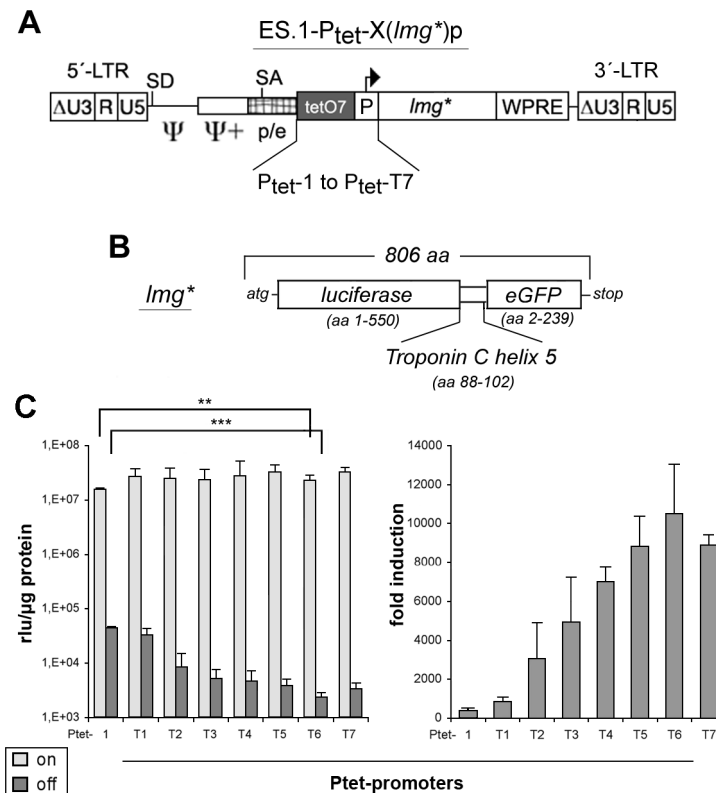 A
ES.1-Ptet-X(lmg*)p
5´-LTR SD SA 3´-LTR
ΔU3 R U5 tetO7 P lmg* WPRE ΔU3 R U5
Ψ Ψ+ p/e
Ptet-1 to Ptet-T7
B
806 aa
lmg* atg luciferase eGFP stop
(aa 1-550) (aa 2-239)
Troponin C helix 5
(aa 88-102)
C
**
***
rlu/µg protein
1,E+08
1,E+07
1,E+06
1,E+05
1,E+04
1,E+03
Ptet- 1 T1 T2 T3 T4 T5 T6 T7
fold induction
14000
12000
10000
8000
6000
4000
2000
0
Ptet- 1 T1 T2 T3 T4 T5 T6 T7
on
off
Ptet-promoters